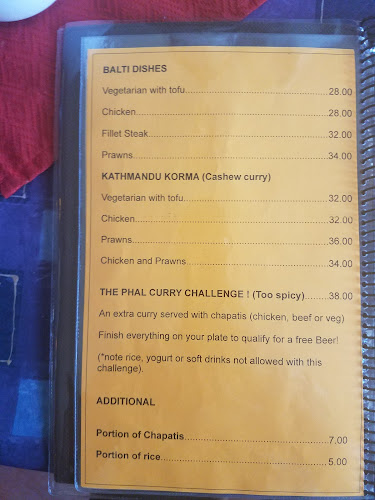 BALTI DISHES
Vegetarian with tofu.....28.00
Chicken.....28.00
Fillet Steak.....32.00
Prawns.....34.00
KATHMANDU KORMA (Cashew curry)
Vegetarian with tofu.....32.00
Chicken.....32.00
Prawns.....36.00
Chicken and Prawns.....34.00
THE PHAL CURRY CHALLENGE ! (Too spicy).....38.00
An extra curry served with chapatis (chicken, beef or veg)
Finish everything on your plate to qualify for a free Beer!
(*note rice, yogurt or soft drinks not allowed with this
challenge).
ADDITIONAL
Portion of Chapatis.....7.00
Portion of rice.....5.00